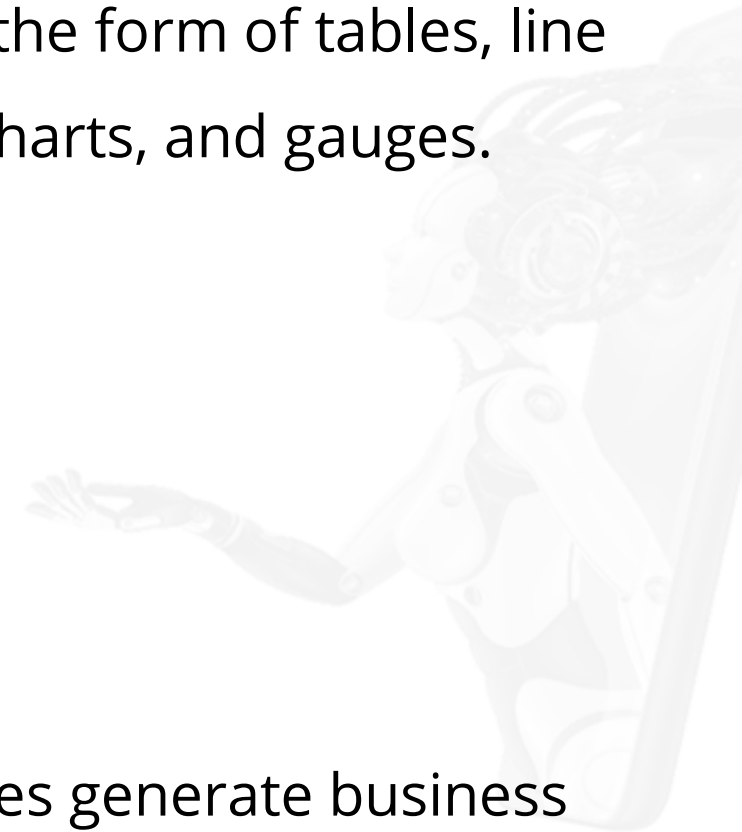 the form of tables, line
harts, and gauges.
es generate business